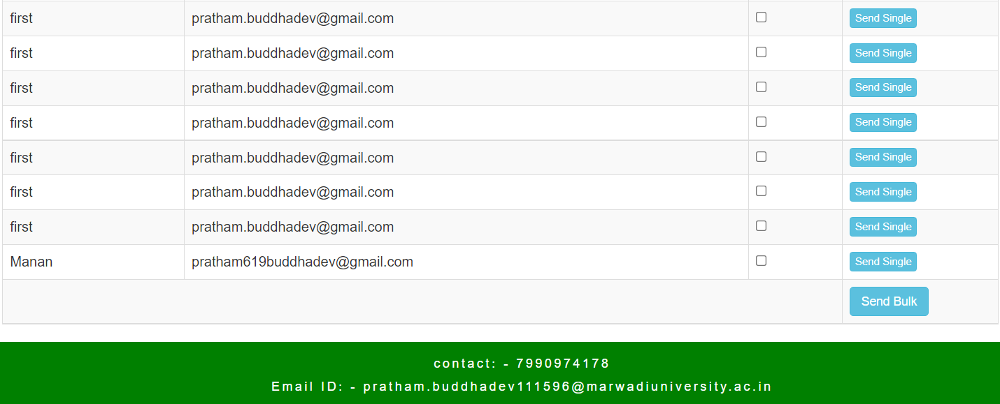 first pratham.buddhadev@gmail.com Send Single
first pratham.buddhadev@gmail.com Send Single
first pratham.buddhadev@gmail.com Send Single
first pratham.buddhadev@gmail.com Send Single
first pratham.buddhadev@gmail.com Send Single
first pratham.buddhadev@gmail.com Send Single
first pratham.buddhadev@gmail.com Send Single
Manan pratham619buddhadev@gmail.com Send Single
Send Bulk
contact: - 7990974178
Email ID: - pratham.buddhadev111596@marwadiuniversity.ac.in